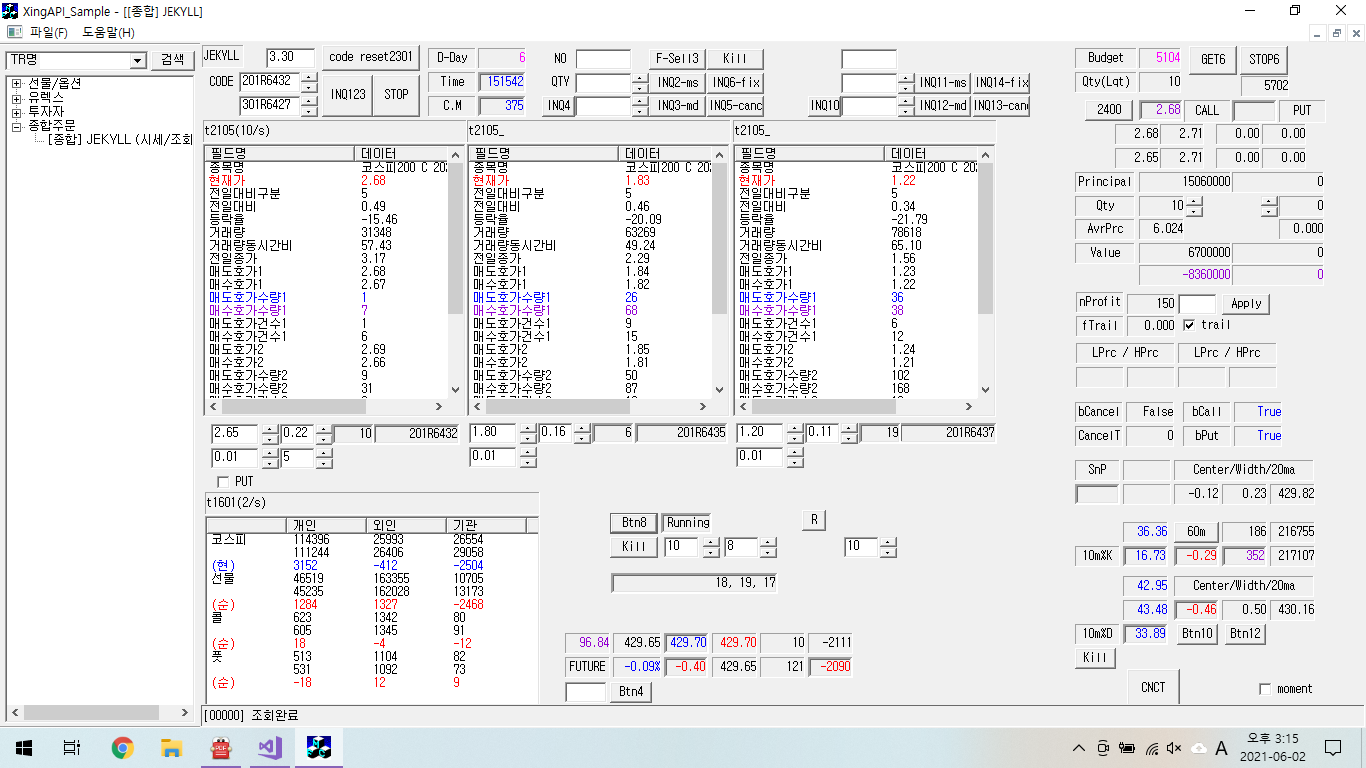 XingAPI_Sample - [[종합] JEKYLL]
파일(F) 도움말(H)
TR명 검색
선물/옵션
유렉스
투자자
종합주문
[종합] JEKYLL (시세/조회
JEKYLL 3.30 code reset2301 D-Day 6 NO F-Sell3 Kill
CODE 201R6432 INQ123 STOP Time 151542 QTY INQ2-ms INQ6-fix INQ11-ms INQ14-fix
301R6427 C.M 375 INQ4 INQ3-md INQ5-canc INQ10 INQ12-md INQ13-canc
t2105(10/s) t2105_ t2105_
필드명 데이터 필드명 데이터 필드명 데이터
종목명 코스피200 C 202 종목명 코스피200 C 202 종목명 코스피200 C 202
현재가 2.68 현재가 1.83 현재가 1.22
전일대비구분 5 전일대비구분 5 전일대비구분 5
전일대비 0.49 전일대비 0.46 전일대비 0.34
등락율 -15.46 등락율 -20.09 등락율 -21.79
거래량 31348 거래량 63269 거래량 78618
거래량동시간비 57.43 거래량동시간비 49.24 거래량동시간비 65.10
전일종가 3.17 전일종가 2.29 전일종가 1.56
매도호가1 2.68 매도호가1 1.84 매도호가1 1.23
매수호가1 2.67 매수호가1 1.82 매수호가1 1.22
매도호가수량1 1 매도호가수량1 26 매도호가수량1 36
매수호가수량1 7 매수호가수량1 68 매수호가수량1 38
매도호가건수1 1 매도호가건수1 9 매도호가건수1 6
매수호가건수1 6 매수호가건수1 15 매수호가건수1 12
매도호가2 2.69 매도호가2 1.85 매도호가2 1.24
매수호가2 2.66 매수호가2 1.81 매수호가2 1.21
매도호가수량2 9 매도호가수량2 50 매도호가수량2 102
매수호가수량2 31 매수호가수량2 87 매수호가수량2 168
2.65 0.22 10 201R6432 1.80 0.16 6 201R6435 1.20 0.11 19 201R6437
0.01 5 0.01 0.01
PUT
t1601(2/s)
개인 외인 기관
코스피 114396 25993 26554
111244 26406 29058
(현) 3152 -412 -2504
선물 46519 163355 10705
45235 162028 13173
(순) 1284 1327 -2468
콜 623 1342 80
605 1345 91
(순) 18 -4 -12
풋 513 1104 82
531 1092 73
(순) -18 12 9
Btn8 Running R
Kill 10 8 10
18, 19, 17
96.84 429.65 429.70 429.70 10 -2111
FUTURE -0.09% -0.40 429.65 121 -2090
Btn4
Budget 5104 GET6 STOP6
Qty(Lqt) 10 5702
2400 2.68 CALL PUT
2.68 2.71 0.00 0.00
2.65 2.71 0.00 0.00
Principal 15060000 0
Qty 10 0
AvrPrc 6.024 0.000
Value 6700000 0
-8360000 0
nProfit 150 Apply
fTrail 0.000 trail
LPrc / HPrc LPrc / HPrc
bCancel False bCall True
CancelT 0 bPut True
SnP Center/Width/20ma
-0.12 0.23 429.82
36.36 60m 186 216755
10m%K 16.73 -0.29 352 217107
42.95 Center/Width/20ma
43.48 -0.46 0.50 430.16
10m%D 33.89 Btn10 Btn12
Kill
CNCT moment
[00000] 조회완료
A 오후 3:15
2021-06-02